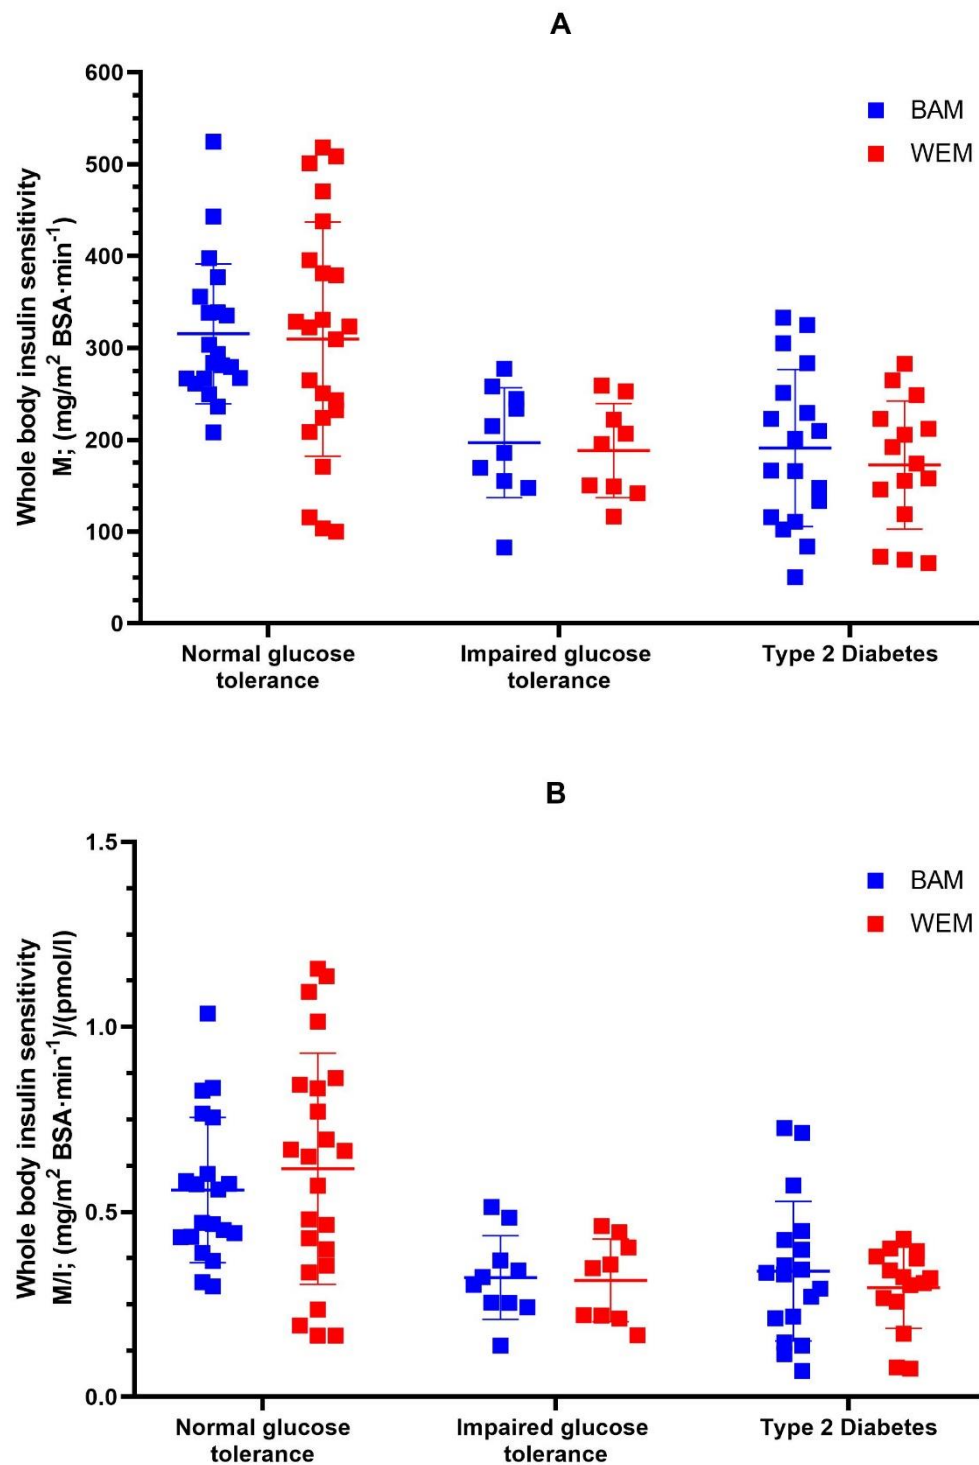 A
Whole body insulin sensitivity
M; (mg/m² BSA·min⁻¹)
600
500
400
300
200
100
0
BAM
WEM
Normal glucose
tolerance
Impaired glucose
tolerance
Type 2 Diabetes
B
Whole body insulin sensitivity
M/I; (mg/m² BSA·min⁻¹)/(pmol/l)
1.5
1.0
0.5
0.0
BAM
WEM
Normal glucose
tolerance
Impaired glucose
tolerance
Type 2 Diabetes